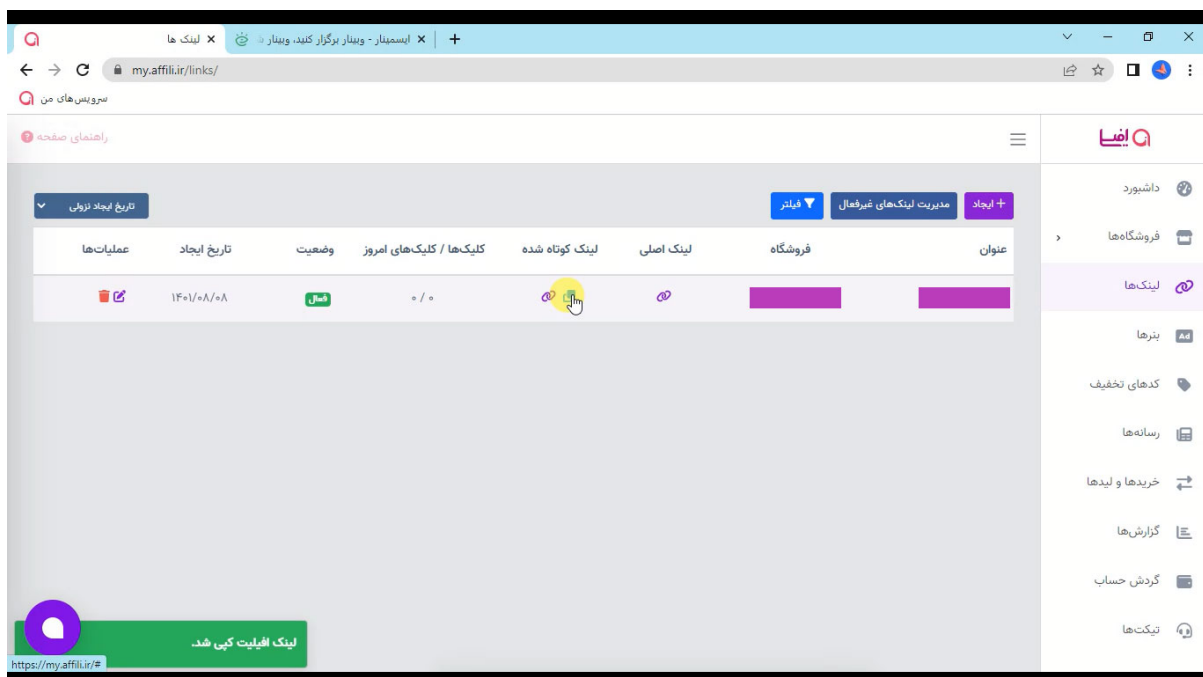 لینک ها
ایسمینار - وبینار برگزار کنید، وبینار
my.affili.ir/links/
سرویس‌های من
راهنمای صفحه
افیلی
داشبورد
فروشگاه‌ها
لینک‌ها
بنرها
Ad
کدهای تخفیف
رسانه‌ها
خریدها و لیدها
گزارش‌ها
گردش حساب
تیکت‌ها
+ ایجاد
مدیریت لینک‌های غیرفعال
فیلتر
تاریخ ایجاد نزولی
عنوان فروشگاه لینک اصلی لینک کوتاه شده کلیک‌ها / کلیک‌های امروز وضعیت تاریخ ایجاد عملیات‌ها
۰ / ۰ فعال ۱۴۰۱/۰۸/۰۸
لینک افیلیت کپی شد.
https://my.affili.ir/#